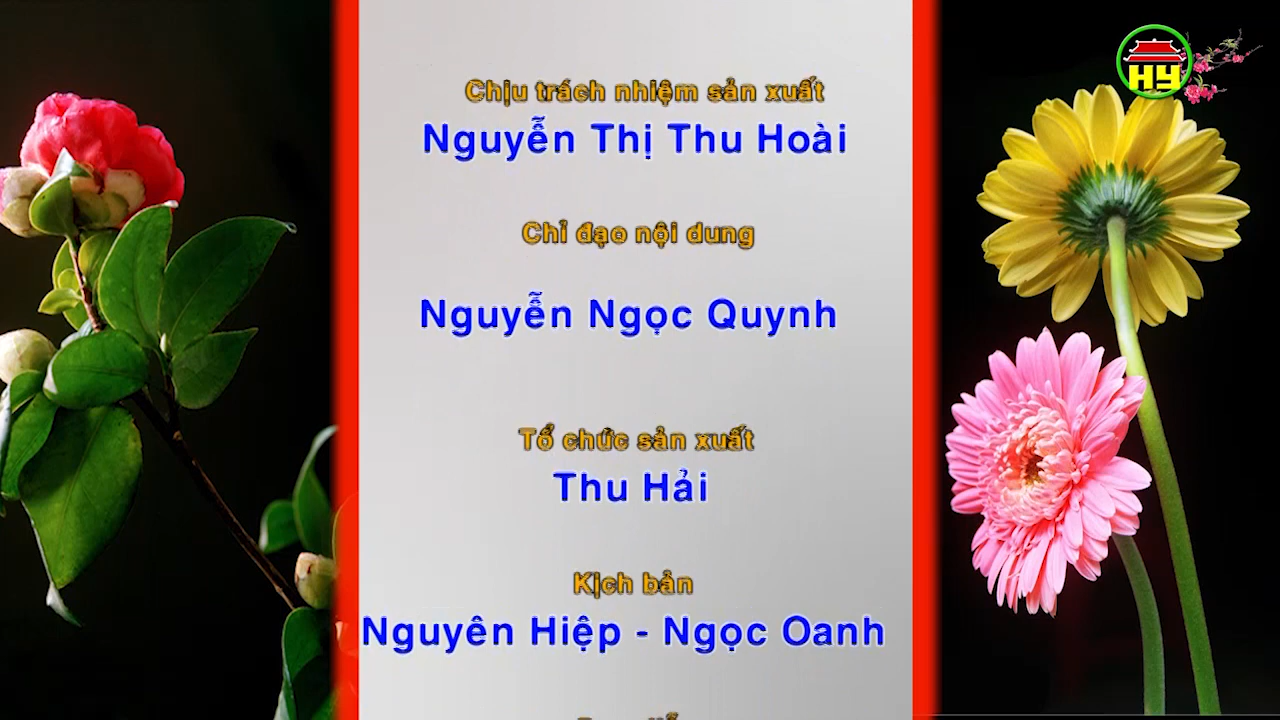 HY
Chịu trách nhiệm sản xuất
Nguyễn Thị Thu Hoài
Chỉ đạo nội dung
Nguyễn Ngọc Quynh
Tổ chức sản xuất
Thu Hải
Kịch bản
Nguyên Hiệp - Ngọc Oanh